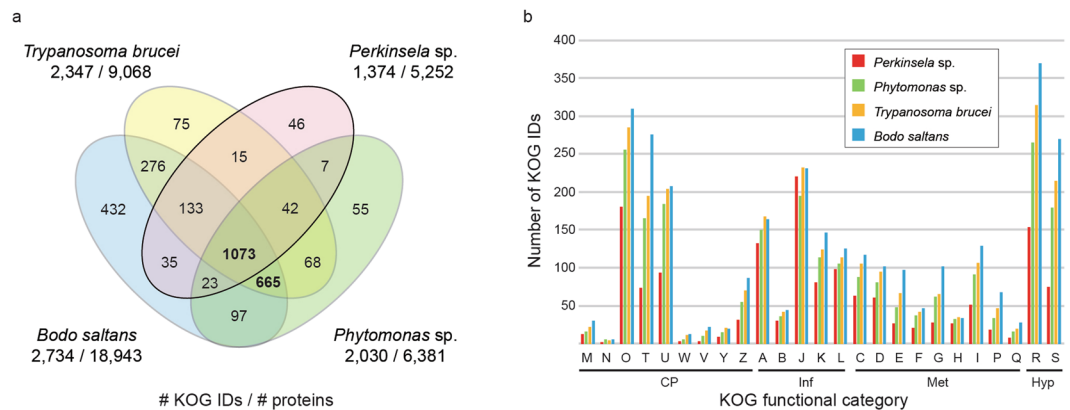 a
Trypanosoma brucei
2,347 / 9,068
Perkinsela sp.
1,374 / 5,252
75
46
276
15
7
432
133
42
55
1073
35
23
665
68
97
Bodo saltans
2,734 / 18,943
Phytomonas sp.
2,030 / 6,381
# KOG IDs / # proteins
b
Number of KOG IDs
400
350
300
250
200
150
100
50
Perkinsela sp.
Phytomonas sp.
Trypanosoma brucei
Bodo saltans
M N O T U W V Y Z A B J K L C D E F G H I P Q R S
CP Inf Met Hyp
KOG functional category